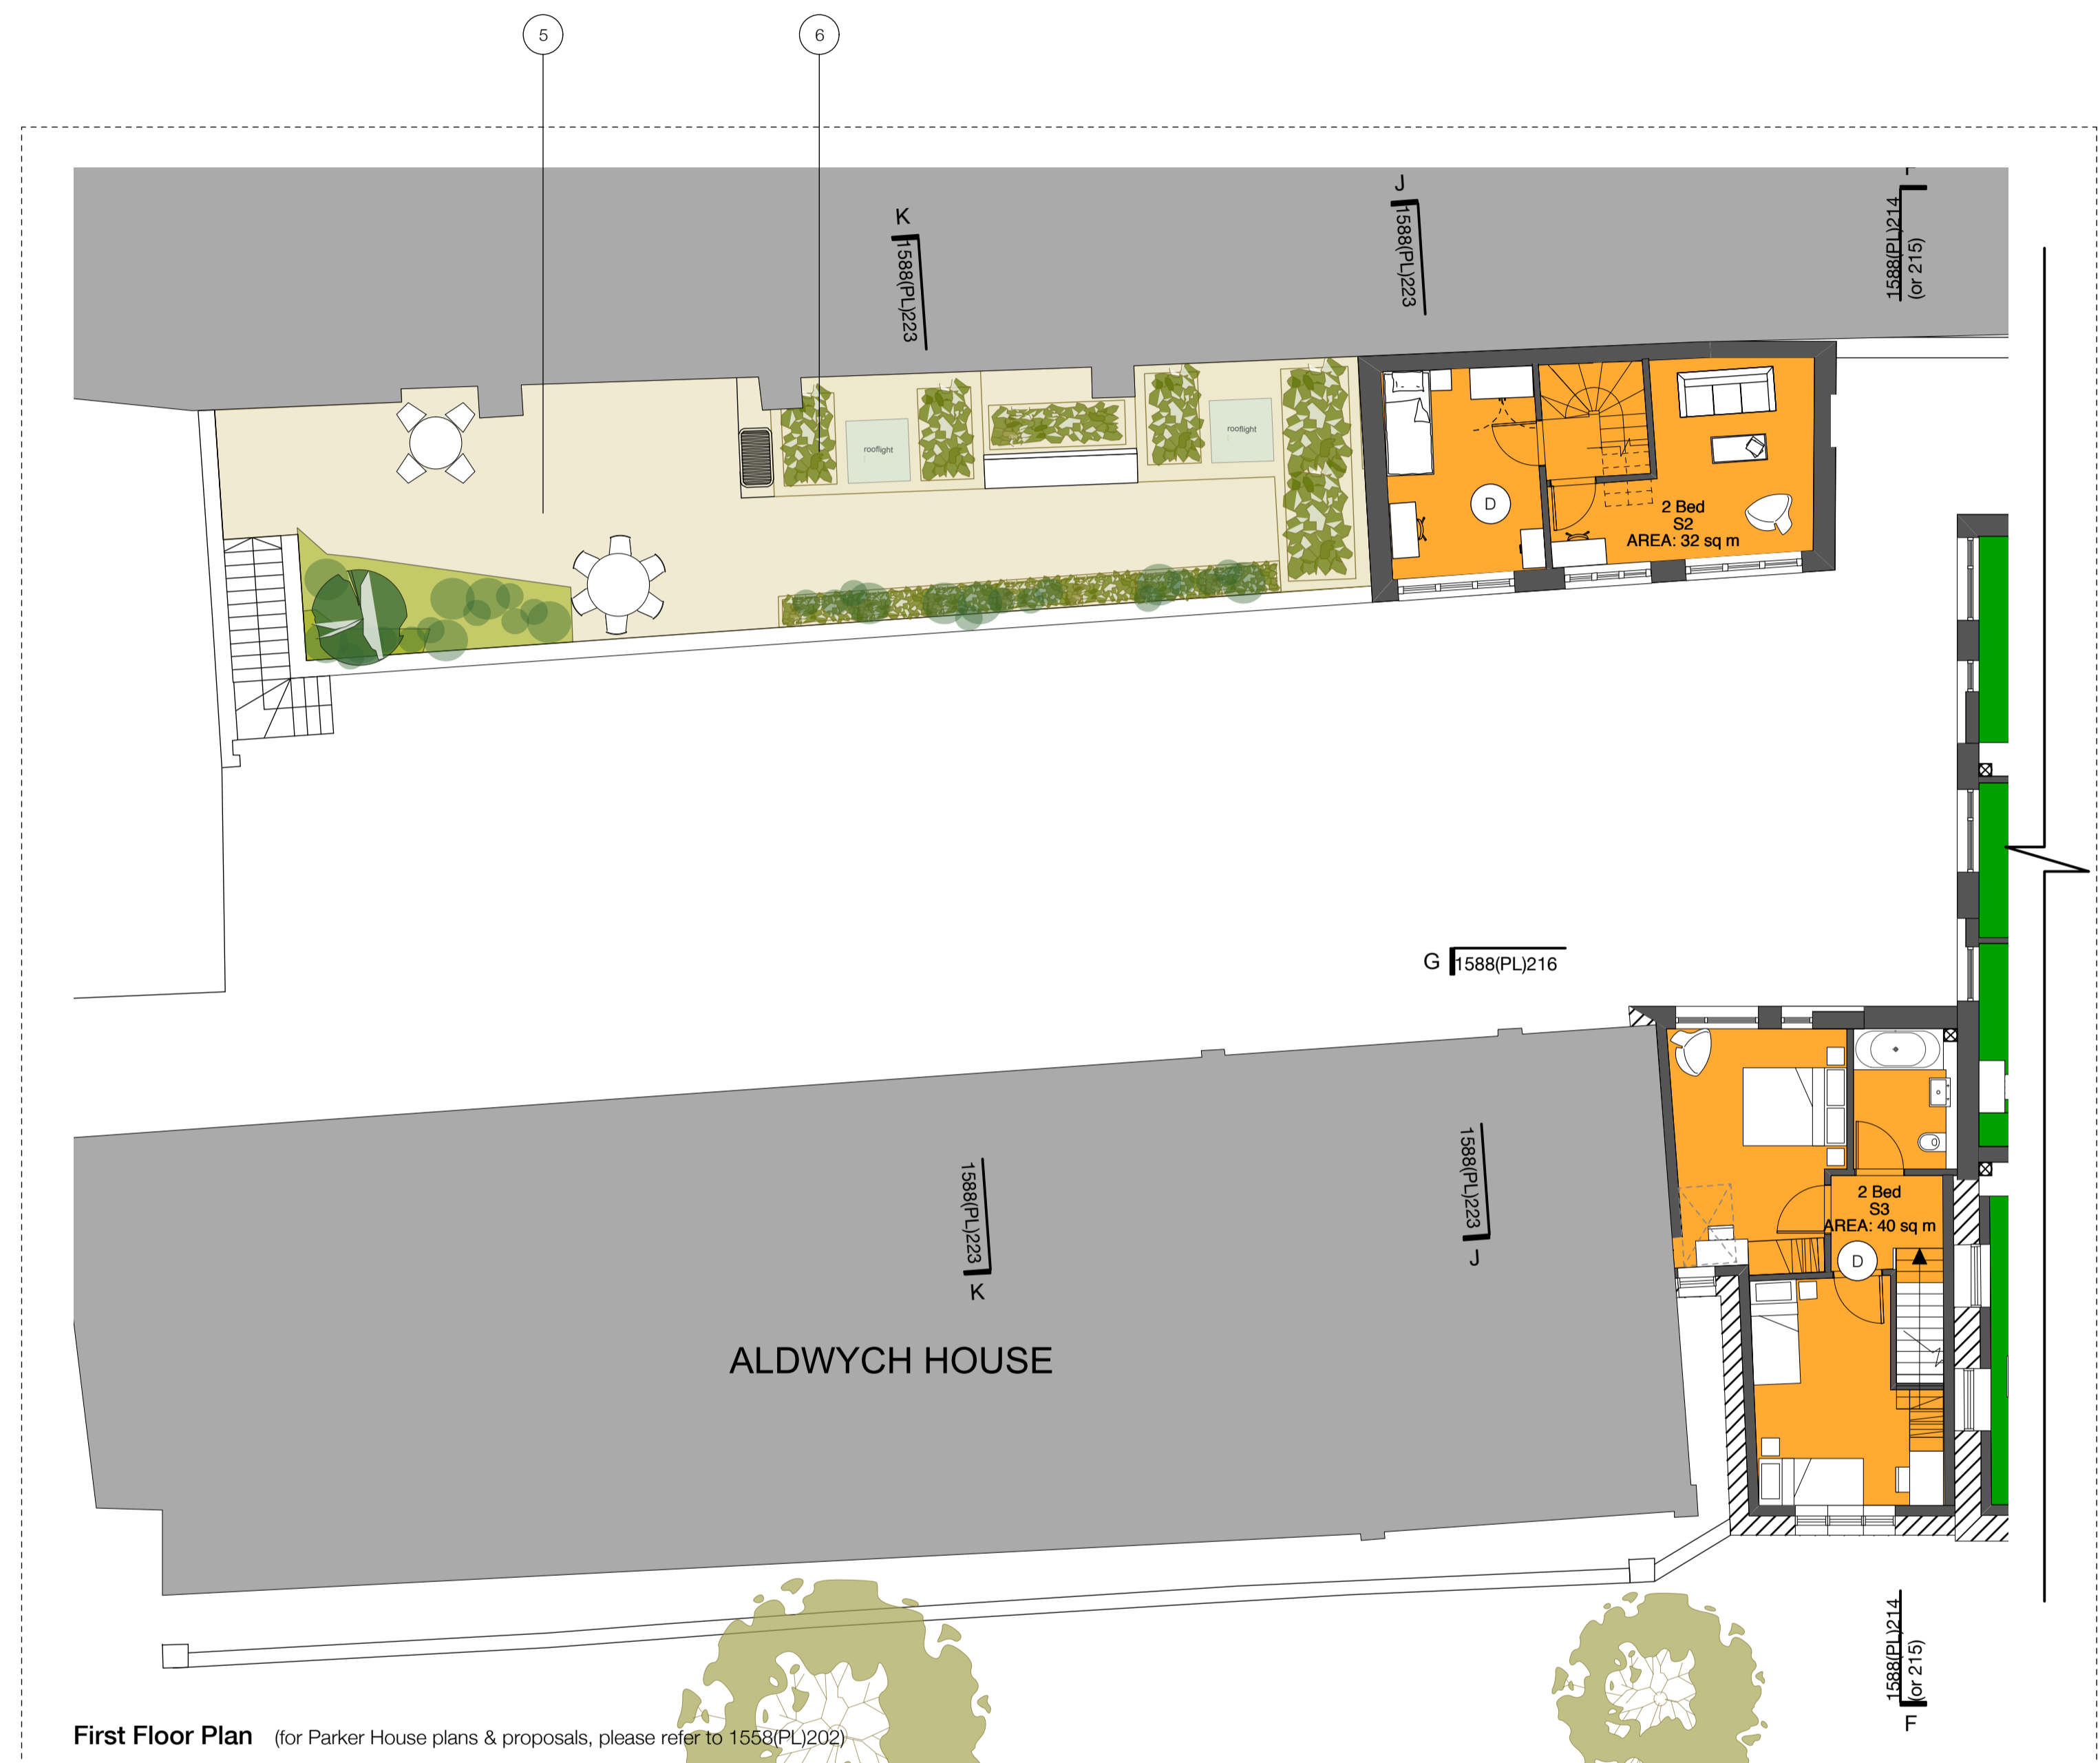 5
6
K
1588(PL)223
J
1588(PL)223
1588(PL)214
(or 215)
rooflight
rooflight
D
2 Bed
S2
AREA: 32 sq m
G
1588(PL)216
1588(PL)223
K
1588(PL)223
J
2 Bed
S3
AREA: 40 sq m
D
ALDWYCH HOUSE
1588(PL)214
(or 215)
F
First Floor Plan (for Parker House plans & proposals, please refer to 1558(PL)202)